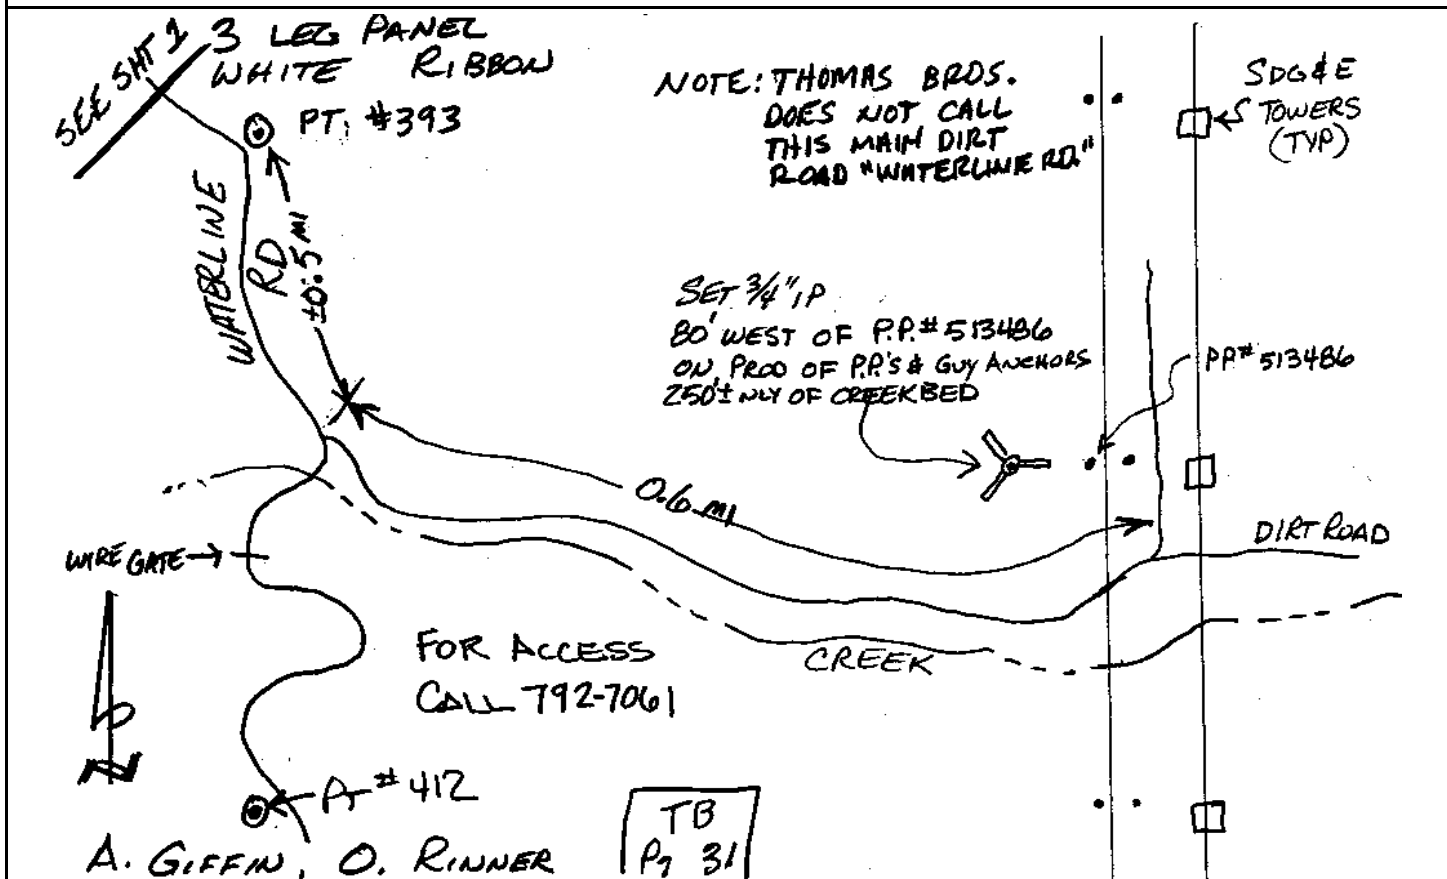 SEE SHT 1
3 LEG PANEL
WHITE RIBBON
PT. #393
NOTE: THOMAS BROS.
DOES NOT CALL
THIS MAIN DIRT
ROAD "WATERLINE RD."
SDG&E
TOWERS
(TYP)
WATERLINE
RD
±0.5 MI
SET 3/4" IP
80' WEST OF P.P.# 513486
ON PROD OF P.P.'S & GUY ANCHORS
250'± NLY OF CREEKBED
P.P.# 513486
0.6 MI
DIRT ROAD
WIRE GATE
FOR ACCESS
CALL 792-7061
CREEK
#412
A. GIFFIN, O. RINNER
TB
Pg 31